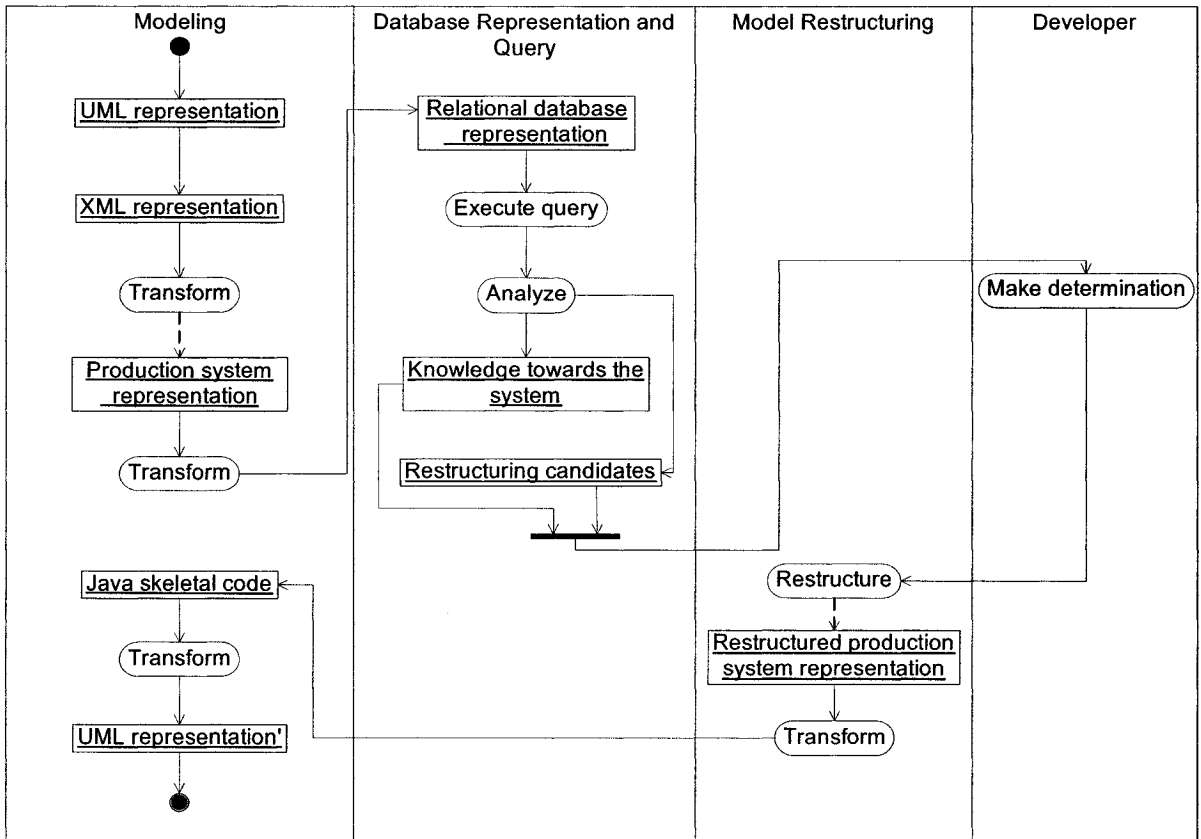 Modeling
Database Representation and
Query
Model Restructuring
Developer
UML representation
XML representation
Transform
Production system
representation
Transform
Java skeletal code
Transform
UML representation'
Relational database
representation
Execute query
Analyze
Knowledge towards the
system
Restructuring candidates
Restructure
Restructured production
system representation
Transform
Make determination